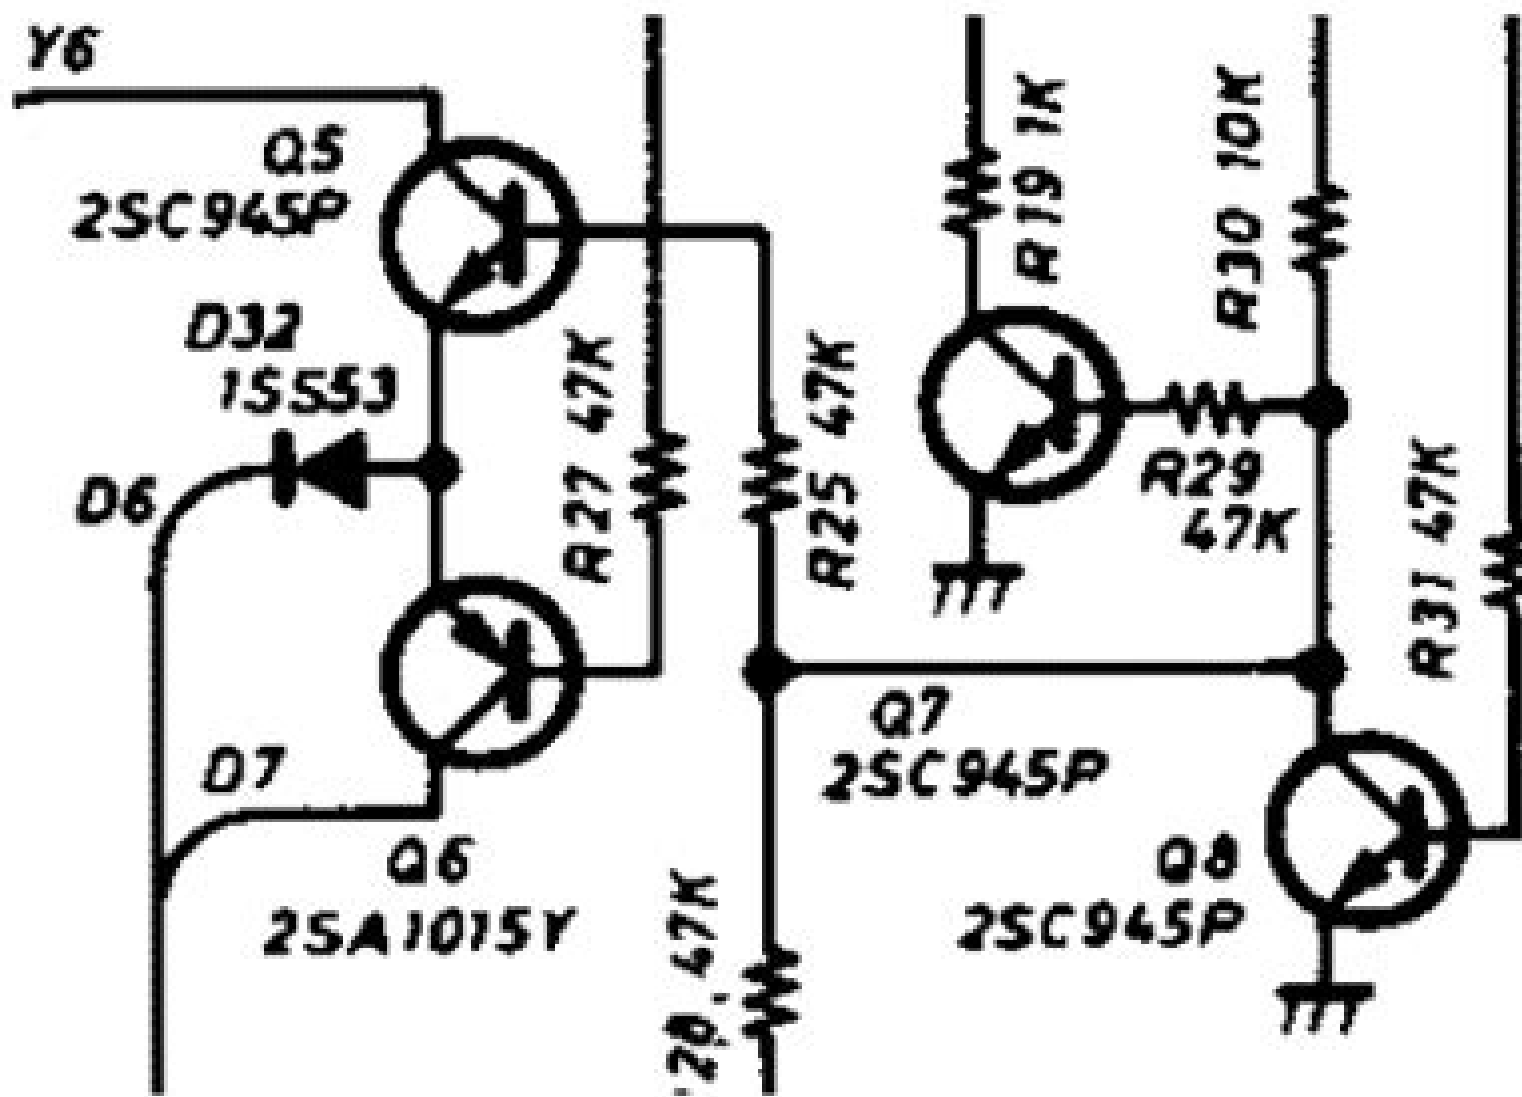 Y6
Q5
2SC945P
D32
1SS53
D6
R27 47K
R25 47K
R19 1K
R30 10K
R29
47K
R31 47K
D7
Q6
2SA1015Y
Q7
2SC945P
Q8
2SC945P
47K